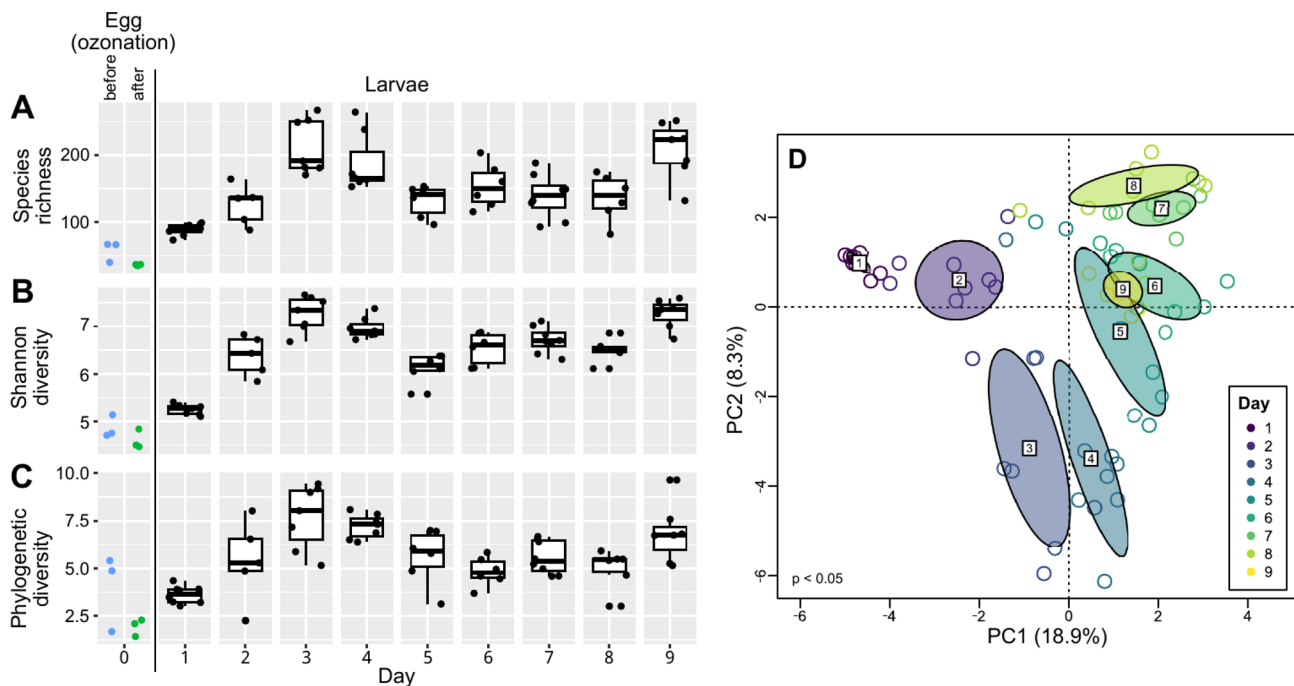 Egg
(ozonation)
before
after
Larvae
A
Species
richness
200
100
B
Shannon
diversity
7
6
5
C
Phylogenetic
diversity
10.0
7.5
5.0
2.5
0 1 2 3 4 5 6 7 8 9
Day
D
PC2 (8.3%)
2
0
-2
-4
-6
1
2
3
4
5
6
7
8
9
p < 0.05
Day
1
2
3
4
5
6
7
8
9
-6 -4 -2 0 2 4
PC1 (18.9%)